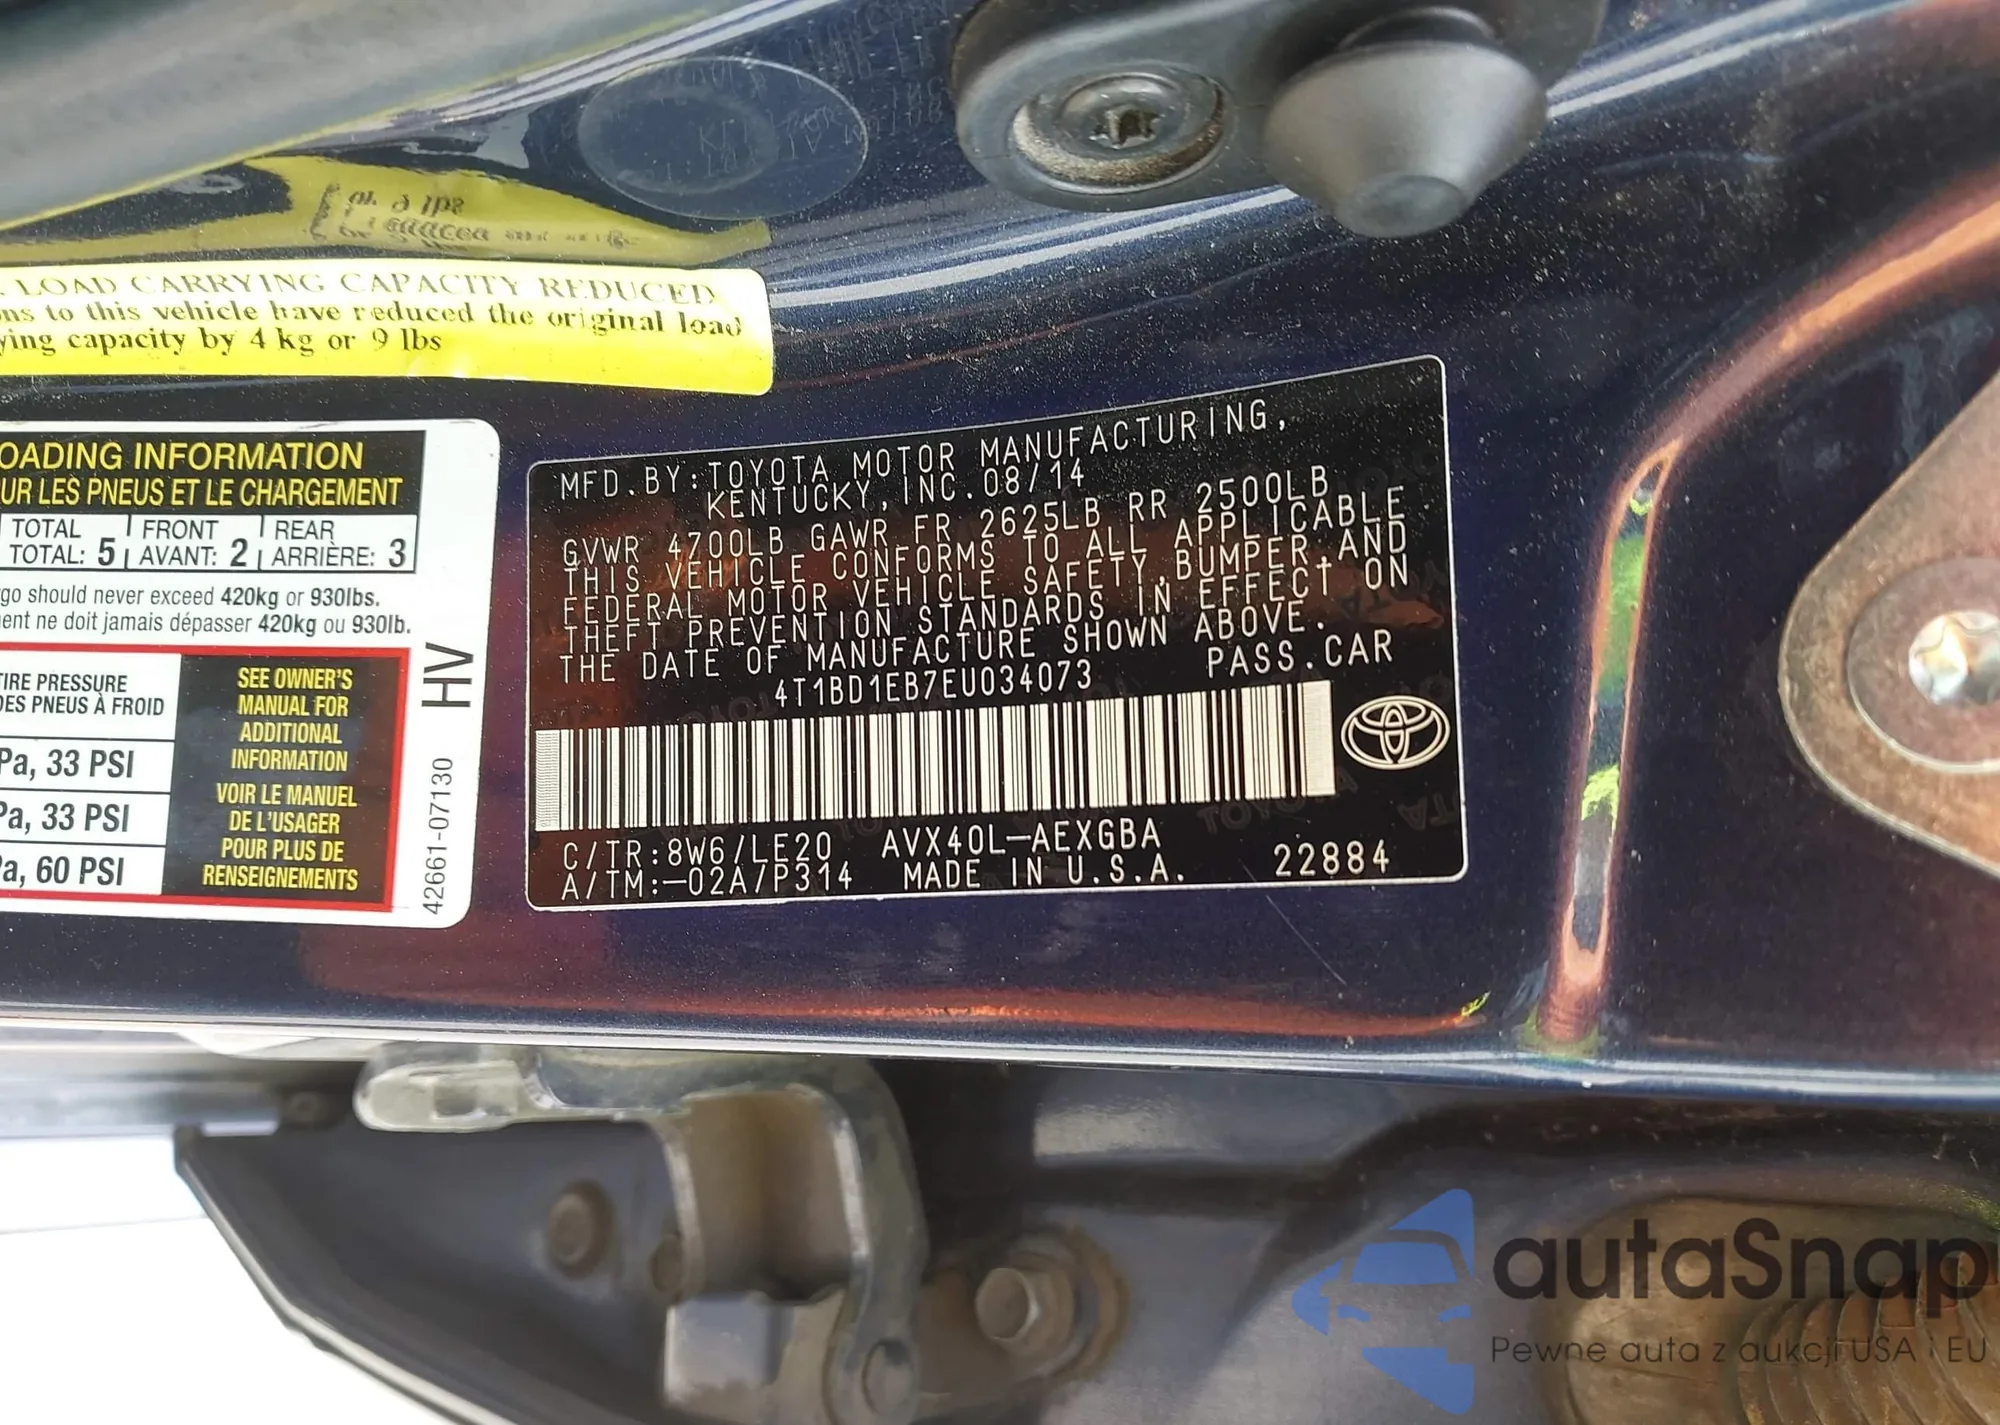 LOAD CARRYING CAPACITY REDUCED
ns to this vehicle have reduced the original load
ying capacity by 4 kg or 9 lbs
OADING INFORMATION
UR LES PNEUS ET LE CHARGEMENT
TOTAL FRONT REAR
TOTAL: 5 AVANT: 2 ARRIÈRE: 3
go should never exceed 420kg or 930lbs.
ent ne doit jamais dépasser 420kg ou 930lb.
TIRE PRESSURE
DES PNEUS À FROID
Pa, 33 PSI
Pa, 33 PSI
Pa, 60 PSI
SEE OWNER'S
MANUAL FOR
ADDITIONAL
INFORMATION
VOIR LE MANUEL
DE L'USAGER
POUR PLUS DE
RENSEIGNEMENTS
42661-07130 HV
MFD.BY:TOYOTA MOTOR MANUFACTURING,
KENTUCKY, INC.08/14
GVWR 4700LB GAWR FR 2625LB RR 2500LB
THIS VEHICLE CONFORMS TO ALL APPLICABLE
FEDERAL MOTOR VEHICLE SAFETY,BUMPER,AND
THEFT PREVENTION STANDARDS IN EFFECT ON
THE DATE OF MANUFACTURE SHOWN ABOVE.
4T1BD1EB7EU034073 PASS.CAR
C/TR:8W6/LE20 AVX40L-AEXGBA
A/TM:-02A/P314 MADE IN U.S.A. 22884
autaSnap
Pewne auta z aukcji USA i EU